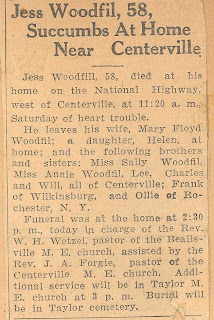 Jess Woodfil, 58,
Succumbs At Home
Near Centerville
Jess Woodfill, 58, died at his
home on the National Highway,
west of Centerville, at 11:20 a. m.,
Saturday of heart trouble.
He leaves his wife, Mary Floyd
Woodfil; a daughter, Helen, at
home; and the following brothers
and sisters: Miss Sally Woodfil,
Miss Annie Woodfil, Lee, Charles
and Will, all of Centerville; Frank
of Wilkinsburg, and Ollie of Ro-
chester, N. Y.
Funeral was at the home at 2:30
p. m., today in charge of the Rev.
W. H. Wetzel, pastor of the Bealls-
ville M. E. church, assisted by the
Rev. J. A. Forgie, pastor of the
Centerville M. E. church. Addi-
tional service will be in Taylor M.
E. church at 3 p. m. Burial will
be in Taylor cemetery.